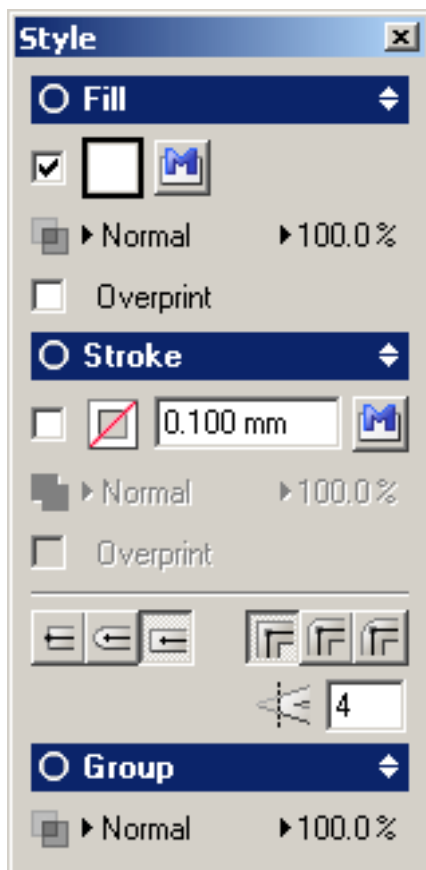 Style
Fill
M
Normal 100.0%
Overprint
Stroke
0.100 mm M
Normal 100.0%
Overprint
4
Group
Normal 100.0%